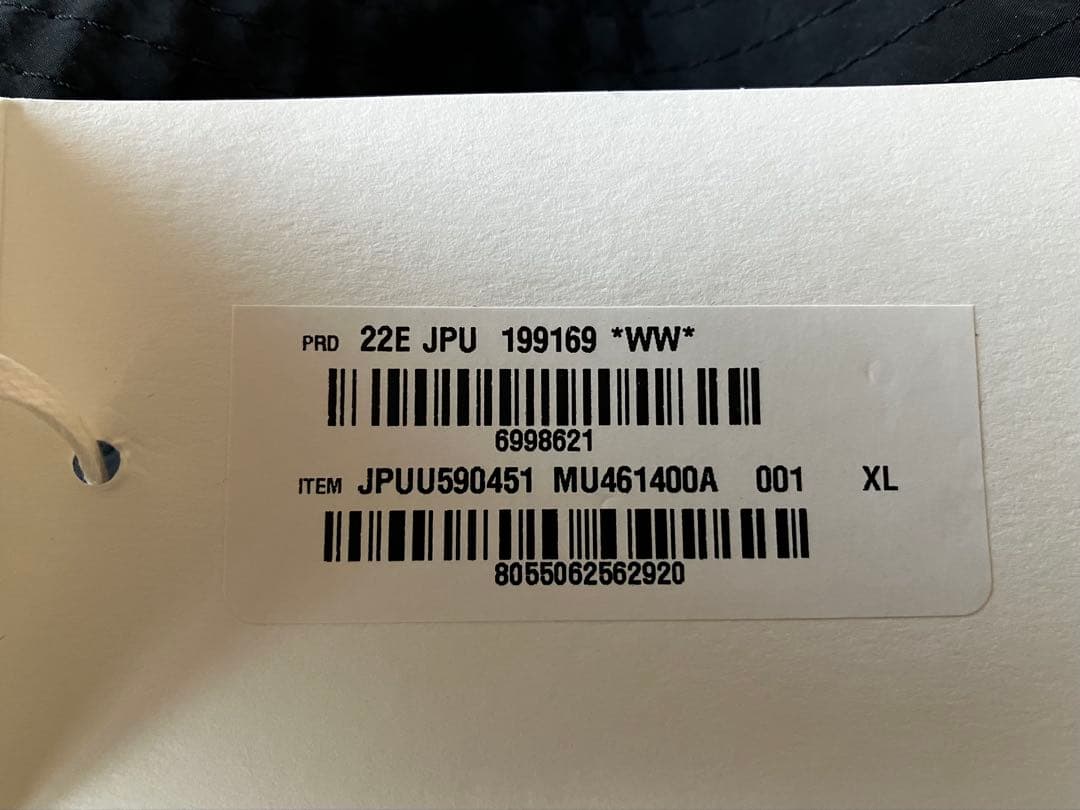 PRD 22E JPU 199169 *WW*
6998621
ITEM JPUU590451 MU461400A 001 XL
8055062562920